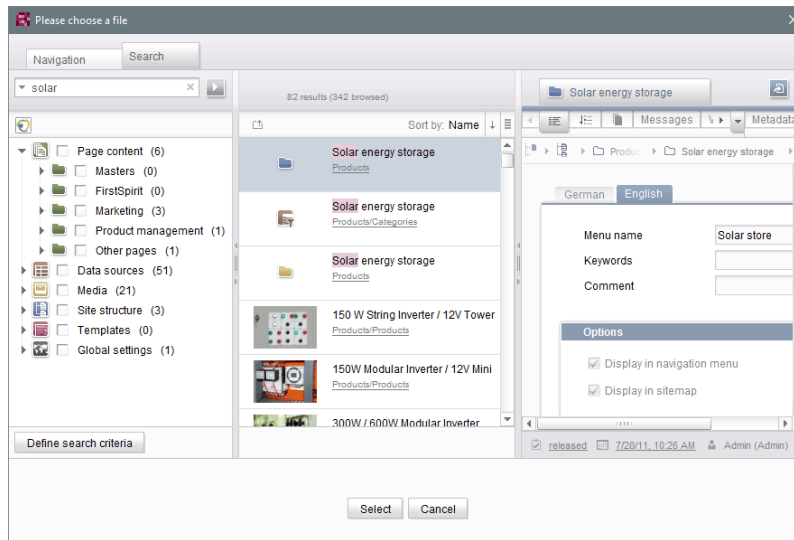 Please choose a file
Navigation
Search
solar
Page content (6)
Masters (0)
FirstSpirit (0)
Marketing (3)
Product management (1)
Other pages (1)
Data sources (51)
Media (21)
Site structure (3)
Templates (0)
Global settings (1)
Define search criteria
82 results (342 browsed)
Sort by: Name
Solar energy storage
Products
Solar energy storage
Products/Categories
Solar energy storage
Products
150 W String Inverter / 12V Tower
Products/Products
150W Modular Inverter / 12V Mini
Products/Products
300W / 600W Modular Inverter
Solar energy storage
Messages
Metadata
Solar energy storage
German
English
Menu name
Solar store
Keywords
Comment
Options
Display in navigation menu
Display in sitemap
released 7/28/11, 10:26 AM Admin (Admin)
Select
Cancel